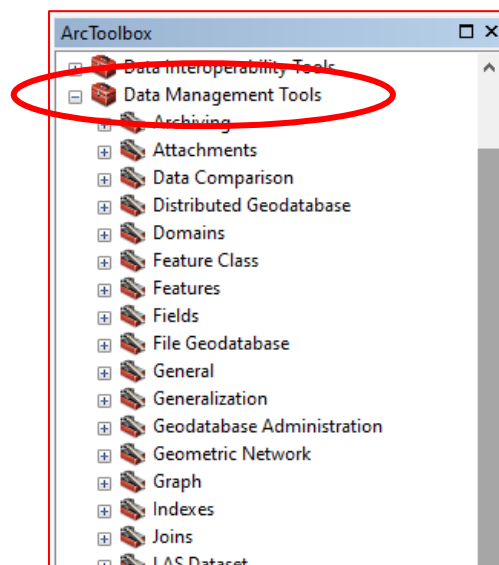 ArcToolbox
Data Interoperability Tools
Data Management Tools
Archiving
Attachments
Data Comparison
Distributed Geodatabase
Domains
Feature Class
Features
Fields
File Geodatabase
General
Generalization
Geodatabase Administration
Geometric Network
Graph
Indexes
Joins
LAS Dataset